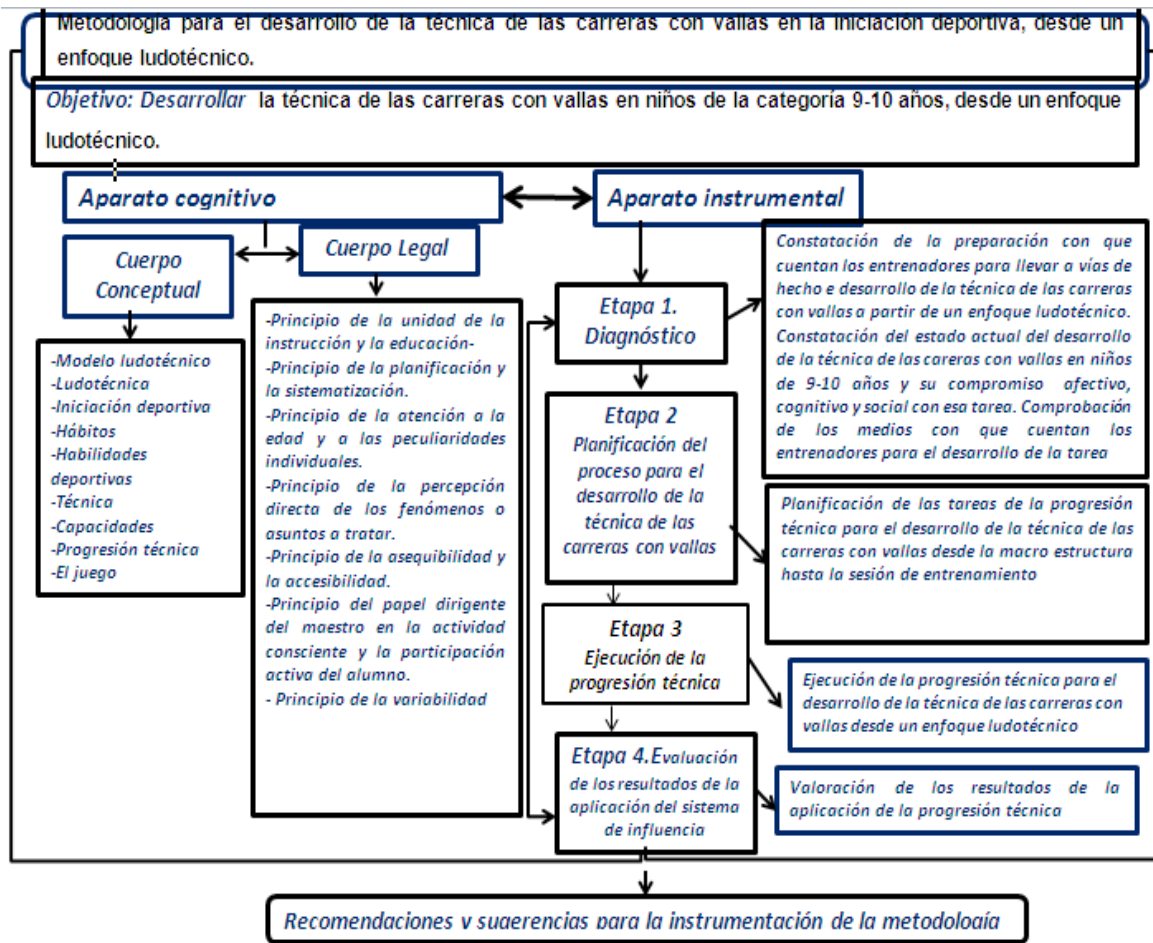 Metodología para el desarrollo de la técnica de las carreras con vallas en la iniciación deportiva, desde un
enfoque ludotécnico.
Objetivo: Desarrollar la técnica de las carreras con vallas en niños de la categoría 9-10 años, desde un enfoque
ludotécnico.
Aparato cognitivo
Aparato instrumental
Cuerpo
Conceptual
Cuerpo Legal
-Modelo ludotécnico
-Ludotécnica
-Iniciación deportiva
-Hábitos
-Habilidades
deportivas
-Técnica
-Capacidades
-Progresión técnica
-El juego
-Principio de la unidad de la
instrucción y la educación-
-Principio de la planificación y
la sistematización.
-Principio de la atención a la
edad y a las peculiaridades
individuales.
-Principio de la percepción
directa de los fenómenos o
asuntos a tratar.
-Principio de la asequibilidad y
la accesibilidad.
-Principio del papel dirigente
del maestro en la actividad
consciente y la participación
activa del alumno.
- Principio de la variabilidad
Etapa 1.
Diagnóstico
Constatación de la preparación con que
cuentan los entrenadores para llevar a vías de
hecho e desarrollo de la técnica de las carreras
con vallas a partir de un enfoque ludotécnico.
Constatación del estado actual del desarrollo
de la técnica de las careras con vallas en niños
de 9-10 años y su compromiso afectivo,
cognitivo y social con esa tarea. Comprobación
de los medios con que cuentan los
entrenadores para el desarrollo de la tarea
Etapa 2
Planificación del
proceso para el
desarrollo de la
técnica de las
carreras con vallas
Planificación de las tareas de la progresión
técnica para el desarrollo de la técnica de las
carreras con vallas desde la macro estructura
hasta la sesión de entrenamiento
Etapa 3
Ejecución de la
progresión técnica
Ejecución de la progresión técnica para el
desarrollo de la técnica de las carreras con
vallas desde un enfoque ludotécnico
Etapa 4.Evaluación
de los resultados de la
aplicación del sistema
de influencia
Valoración de los resultados de la
aplicación de la progresión técnica
Recomendaciones y sugerencias para la instrumentación de la metodología